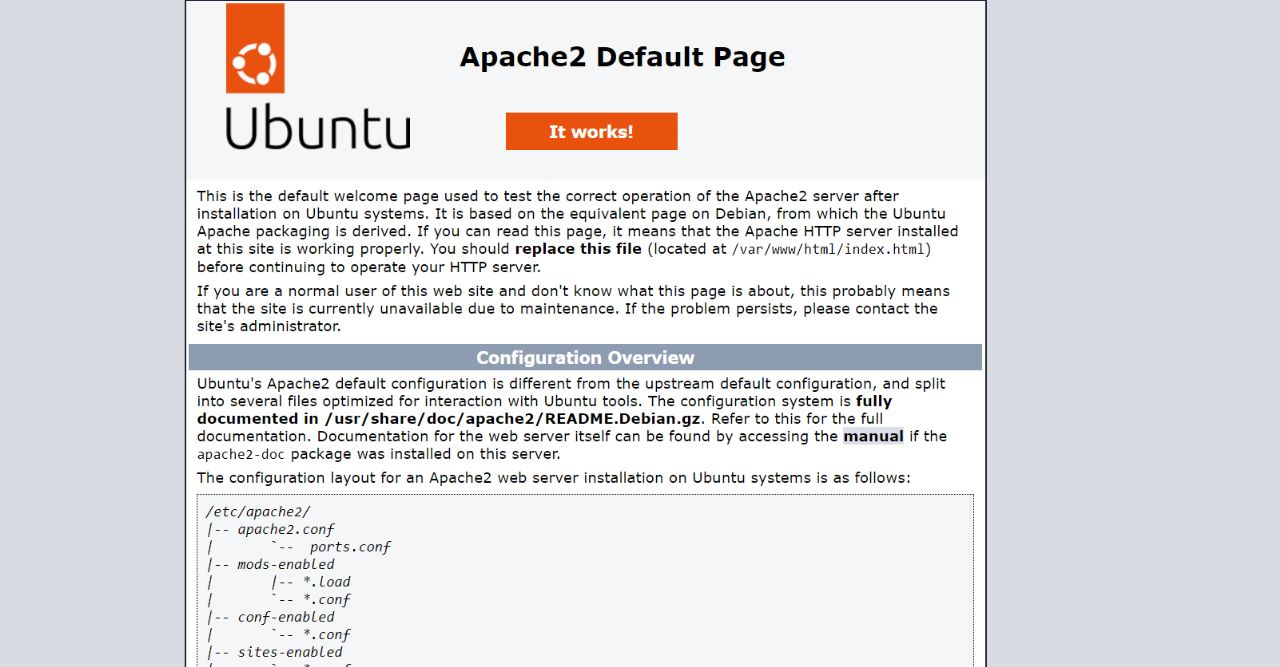 Apache2 Default Page
Ubuntu
It works!
This is the default welcome page used to test the correct operation of the Apache2 server after
installation on Ubuntu systems. It is based on the equivalent page on Debian, from which the Ubuntu
Apache packaging is derived. If you can read this page, it means that the Apache HTTP server installed
at this site is working properly. You should replace this file (located at /var/www/html/index.html)
before continuing to operate your HTTP server.
If you are a normal user of this web site and don't know what this page is about, this probably means
that the site is currently unavailable due to maintenance. If the problem persists, please contact the
site's administrator.
Configuration Overview
Ubuntu's Apache2 default configuration is different from the upstream default configuration, and split
into several files optimized for interaction with Ubuntu tools. The configuration system is fully
documented in /usr/share/doc/apache2/README.Debian.gz. Refer to this for the full
documentation. Documentation for the web server itself can be found by accessing the manual if the
apache2-doc package was installed on this server.
The configuration layout for an Apache2 web server installation on Ubuntu systems is as follows:
/etc/apache2/
|-- apache2.conf
|       `--  ports.conf
|-- mods-enabled
|       |-- *.load
|       `-- *.conf
|-- conf-enabled
|       `-- *.conf
|-- sites-enabled